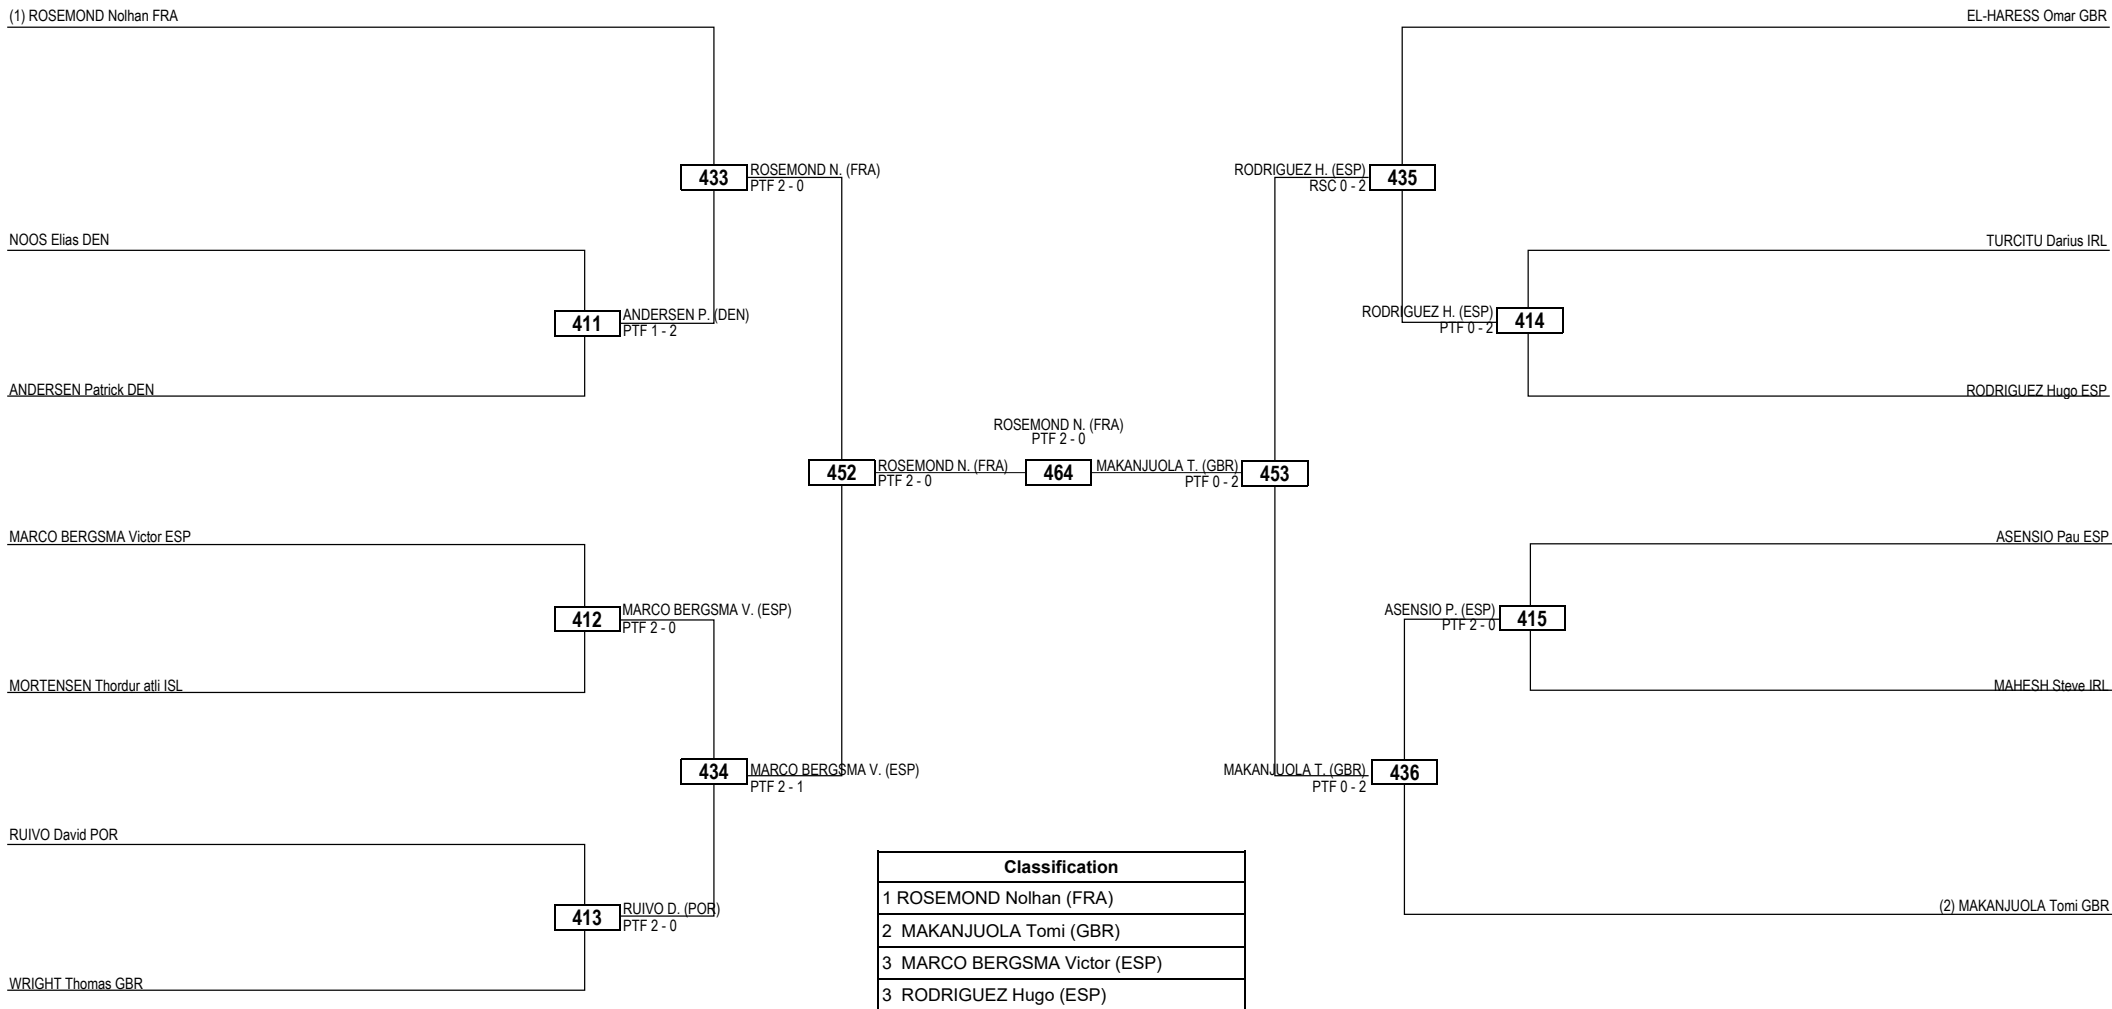 (1) ROSEMOND Nolhan FRA
EL-HARESS Omar GBR
433
ROSEMOND N. (FRA)
PTF 2 - 0
RODRIGUEZ H. (ESP)
RSC 0 - 2
435
NOOS Elias DEN
TURCITU Darius IRL
411
ANDERSEN P. (DEN)
PTF 1 - 2
RODRIGUEZ H. (ESP)
PTF 0 - 2
414
ANDERSEN Patrick DEN
RODRIGUEZ Hugo ESP
ROSEMOND N. (FRA)
PTF 2 - 0
452
ROSEMOND N. (FRA)
PTF 2 - 0
464
MAKANJUOLA T. (GBR)
PTF 0 - 2
453
MARCO BERGSMA Victor ESP
ASENSIO Pau ESP
412
MARCO BERGSMA V. (ESP)
PTF 2 - 0
ASENSIO P. (ESP)
PTF 2 - 0
415
MORTENSEN Thordur atli ISL
MAHESH Steve IRL
434
MARCO BERGSMA V. (ESP)
PTF 2 - 1
MAKANJUOLA T. (GBR)
PTF 0 - 2
436
RUIVO David POR
413
RUIVO D. (POR)
PTF 2 - 0
(2) MAKANJUOLA Tomi GBR
WRIGHT Thomas GBR
Classification
1 ROSEMOND Nolhan (FRA)
2 MAKANJUOLA Tomi (GBR)
3 MARCO BERGSMA Victor (ESP)
3 RODRIGUEZ Hugo (ESP)